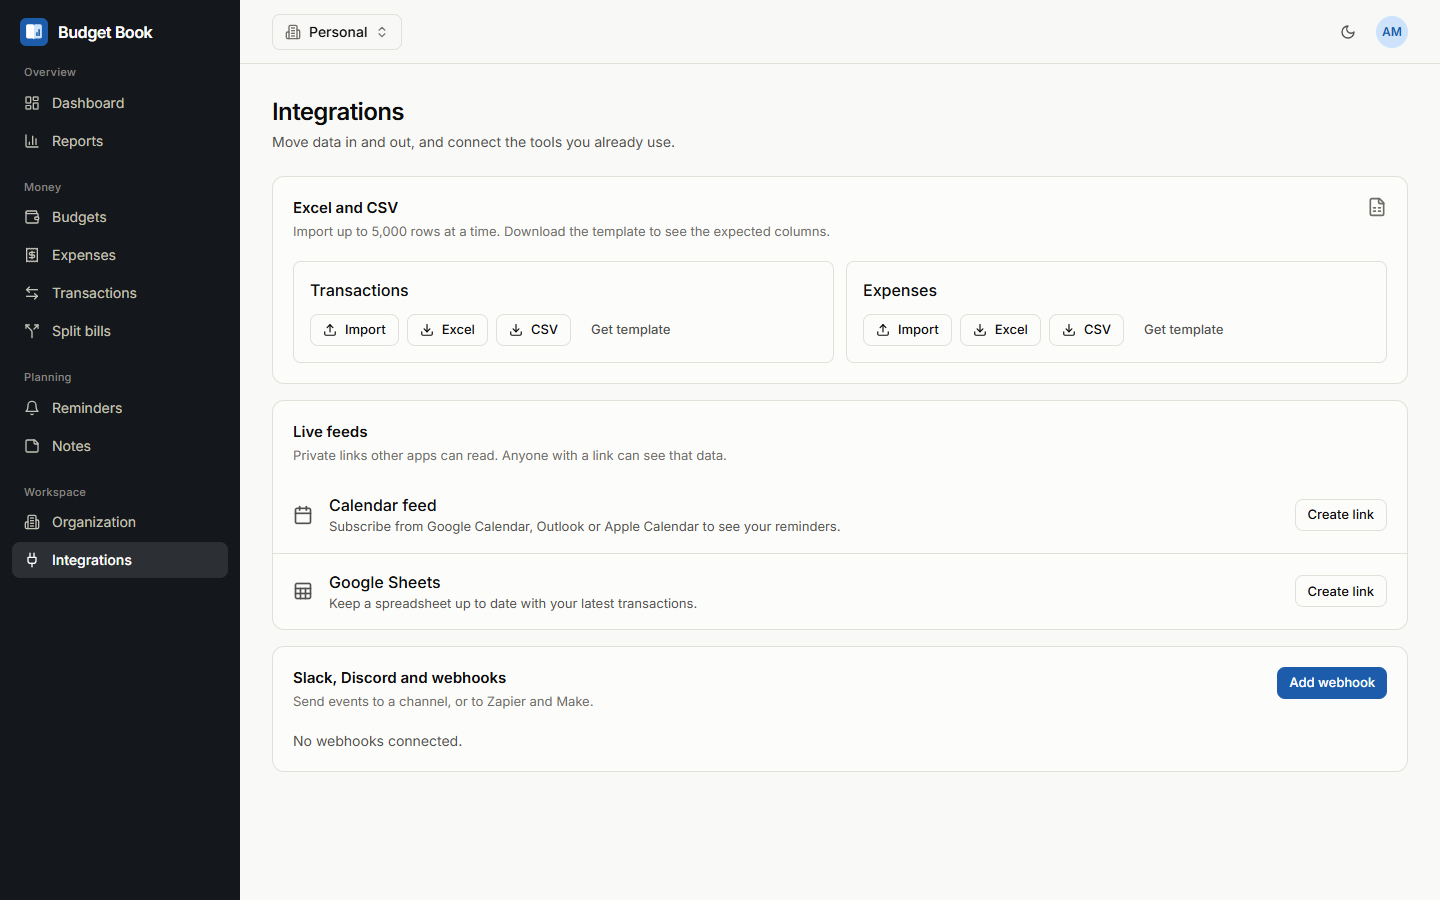 Budget Book
Overview
Dashboard
Reports
Money
Budgets
Expenses
Transactions
Split bills
Planning
Reminders
Notes
Workspace
Organization
Integrations
Personal
AM
Integrations
Move data in and out, and connect the tools you already use.
Excel and CSV
Import up to 5,000 rows at a time. Download the template to see the expected columns.
Transactions
Import Excel CSV Get template
Expenses
Import Excel CSV Get template
Live feeds
Private links other apps can read. Anyone with a link can see that data.
Calendar feed
Subscribe from Google Calendar, Outlook or Apple Calendar to see your reminders.
Create link
Google Sheets
Keep a spreadsheet up to date with your latest transactions.
Create link
Slack, Discord and webhooks
Send events to a channel, or to Zapier and Make.
Add webhook
No webhooks connected.